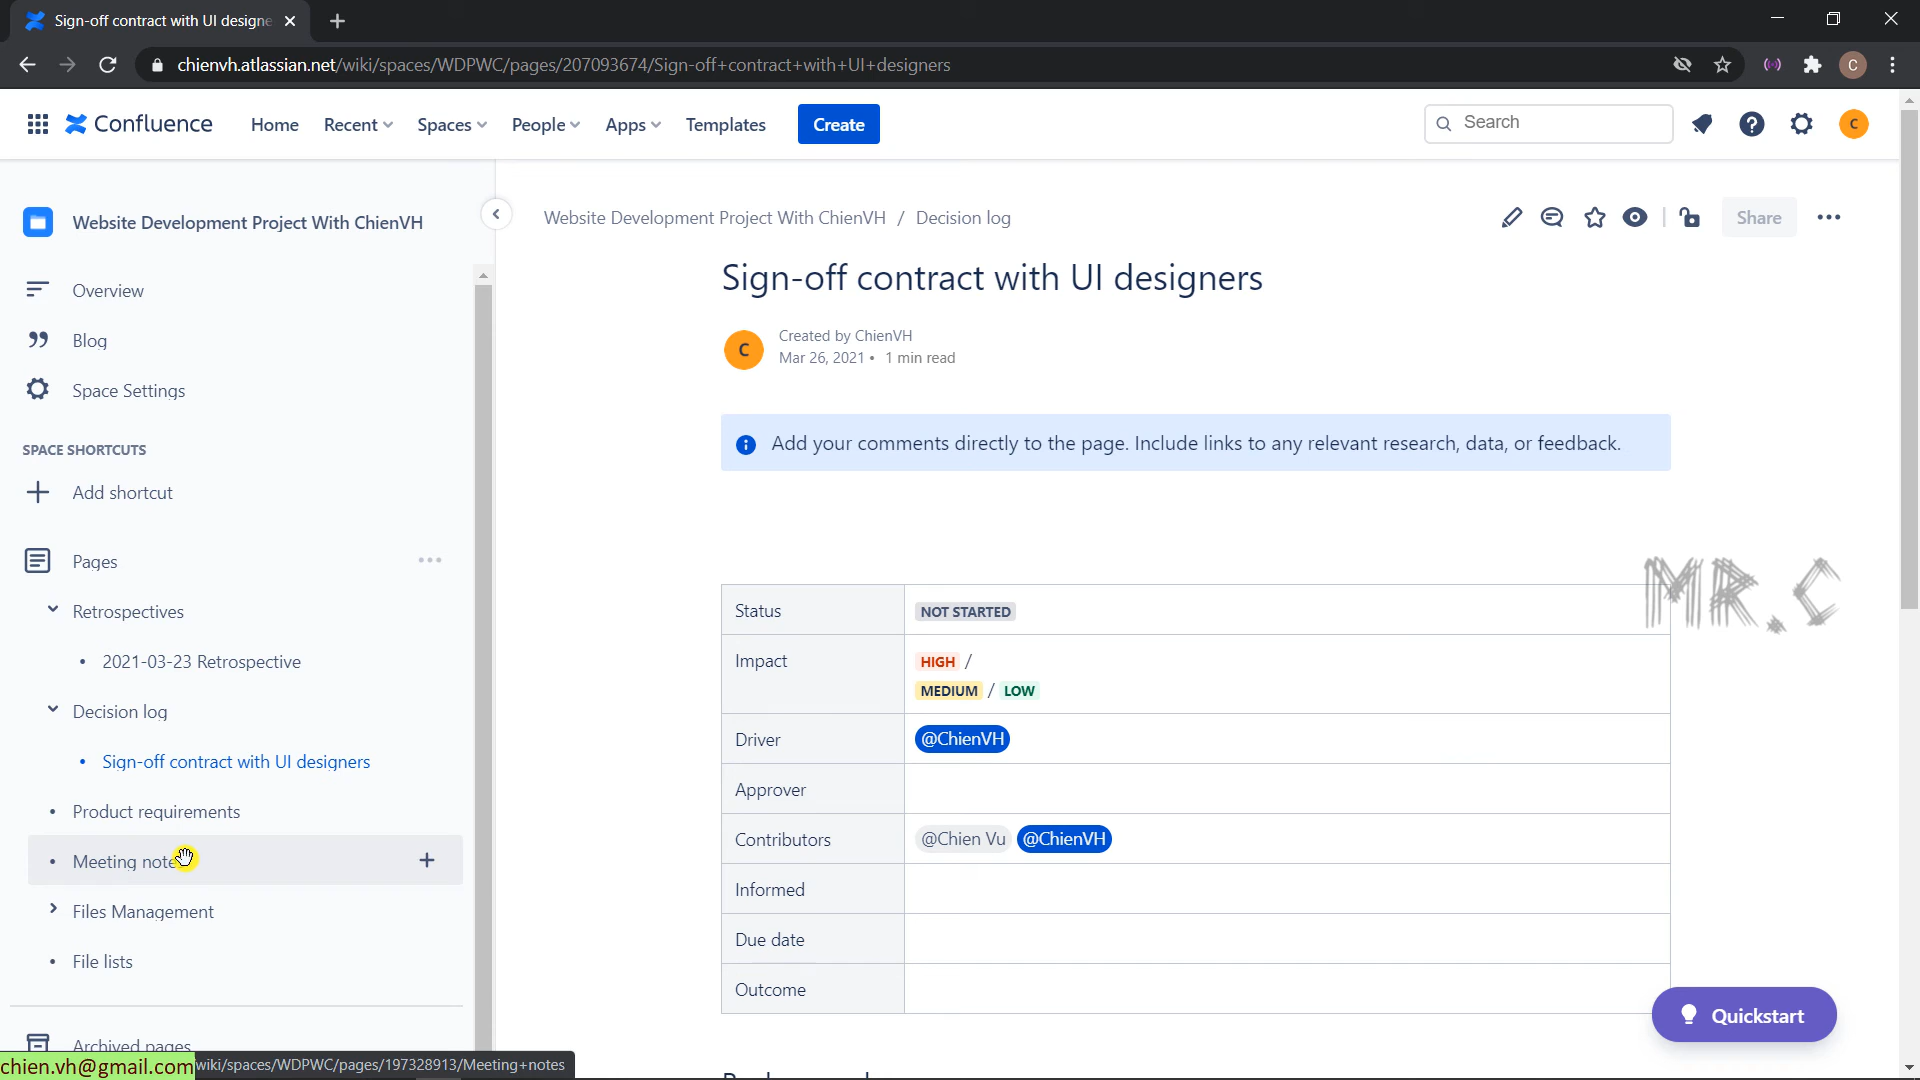 Sign-off contract with UI designe
chienvh.atlassian.net/wiki/spaces/WDPWC/pages/207093674/Sign-off+contract+with+UI+designers
C
Confluence
Home
Recent
Spaces
People
Apps
Templates
Create
Search
C
Website Development Project With ChienVH
Overview
Blog
Space Settings
SPACE SHORTCUTS
Add shortcut
Pages
Retrospectives
2021-03-23 Retrospective
Decision log
Sign-off contract with UI designers
Product requirements
Meeting note
Files Management
File lists
Archived pages
chien.vh@gmail.com
wiki/spaces/WDPWC/pages/197328913/Meeting+notes
Website Development Project With ChienVH / Decision log
Share
Sign-off contract with UI designers
C
Created by ChienVH
Mar 26, 2021 • 1 min read
Add your comments directly to the page. Include links to any relevant research, data, or feedback.
MR.C
Status NOT STARTED
Impact HIGH /
MEDIUM / LOW
Driver @ChienVH
Approver
Contributors @Chien Vu @ChienVH
Informed
Due date
Outcome
Quickstart